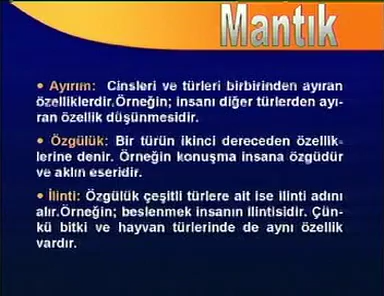 Mantık
• Ayırım: Cinsleri ve türleri birbirinden ayıran
özelliklerdir.Örneğin; insanı diğer türlerden ayı-
ran özellik düşünmesidir.
• Özgülük: Bir türün ikinci dereceden özellik-
lerine denir. Örneğin konuşma insana özgüdür
ve aklın eseridir.
• İlinti: Özgülük çeşitli türlere ait ise ilinti adını
alır.Örneğin; beslenmek insanın ilintisidir. Çün-
kü bitki ve hayvan türlerinde de aynı özellik
vardır.